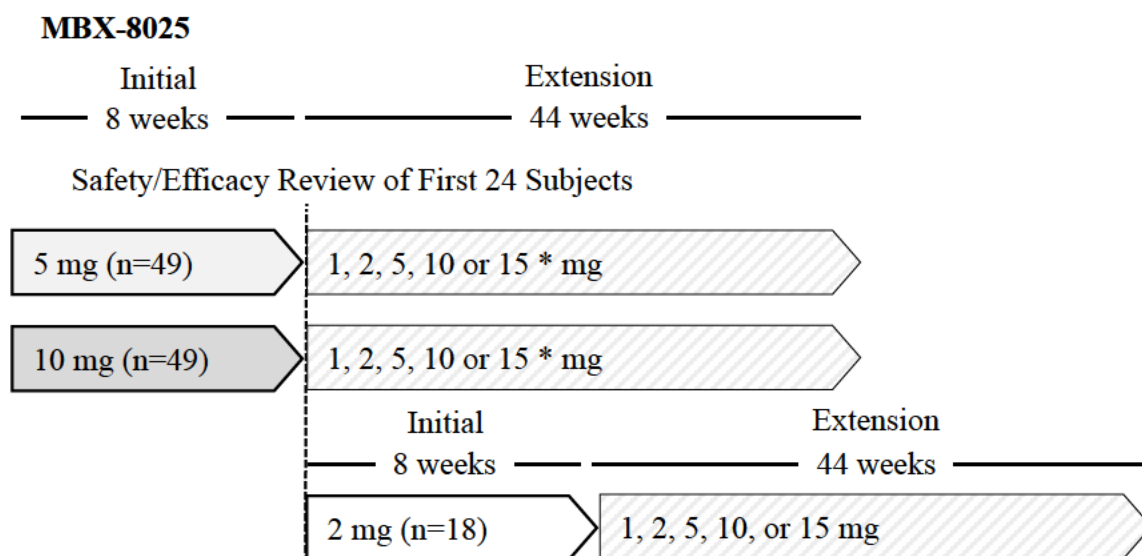 MBX-8025
Initial
8 weeks
Extension
44 weeks
Safety/Efficacy Review of First 24 Subjects
5 mg (n=49)
1, 2, 5, 10 or 15 * mg
10 mg (n=49)
1, 2, 5, 10 or 15 * mg
Initial
8 weeks
Extension
44 weeks
2 mg (n=18)
1, 2, 5, 10, or 15 mg